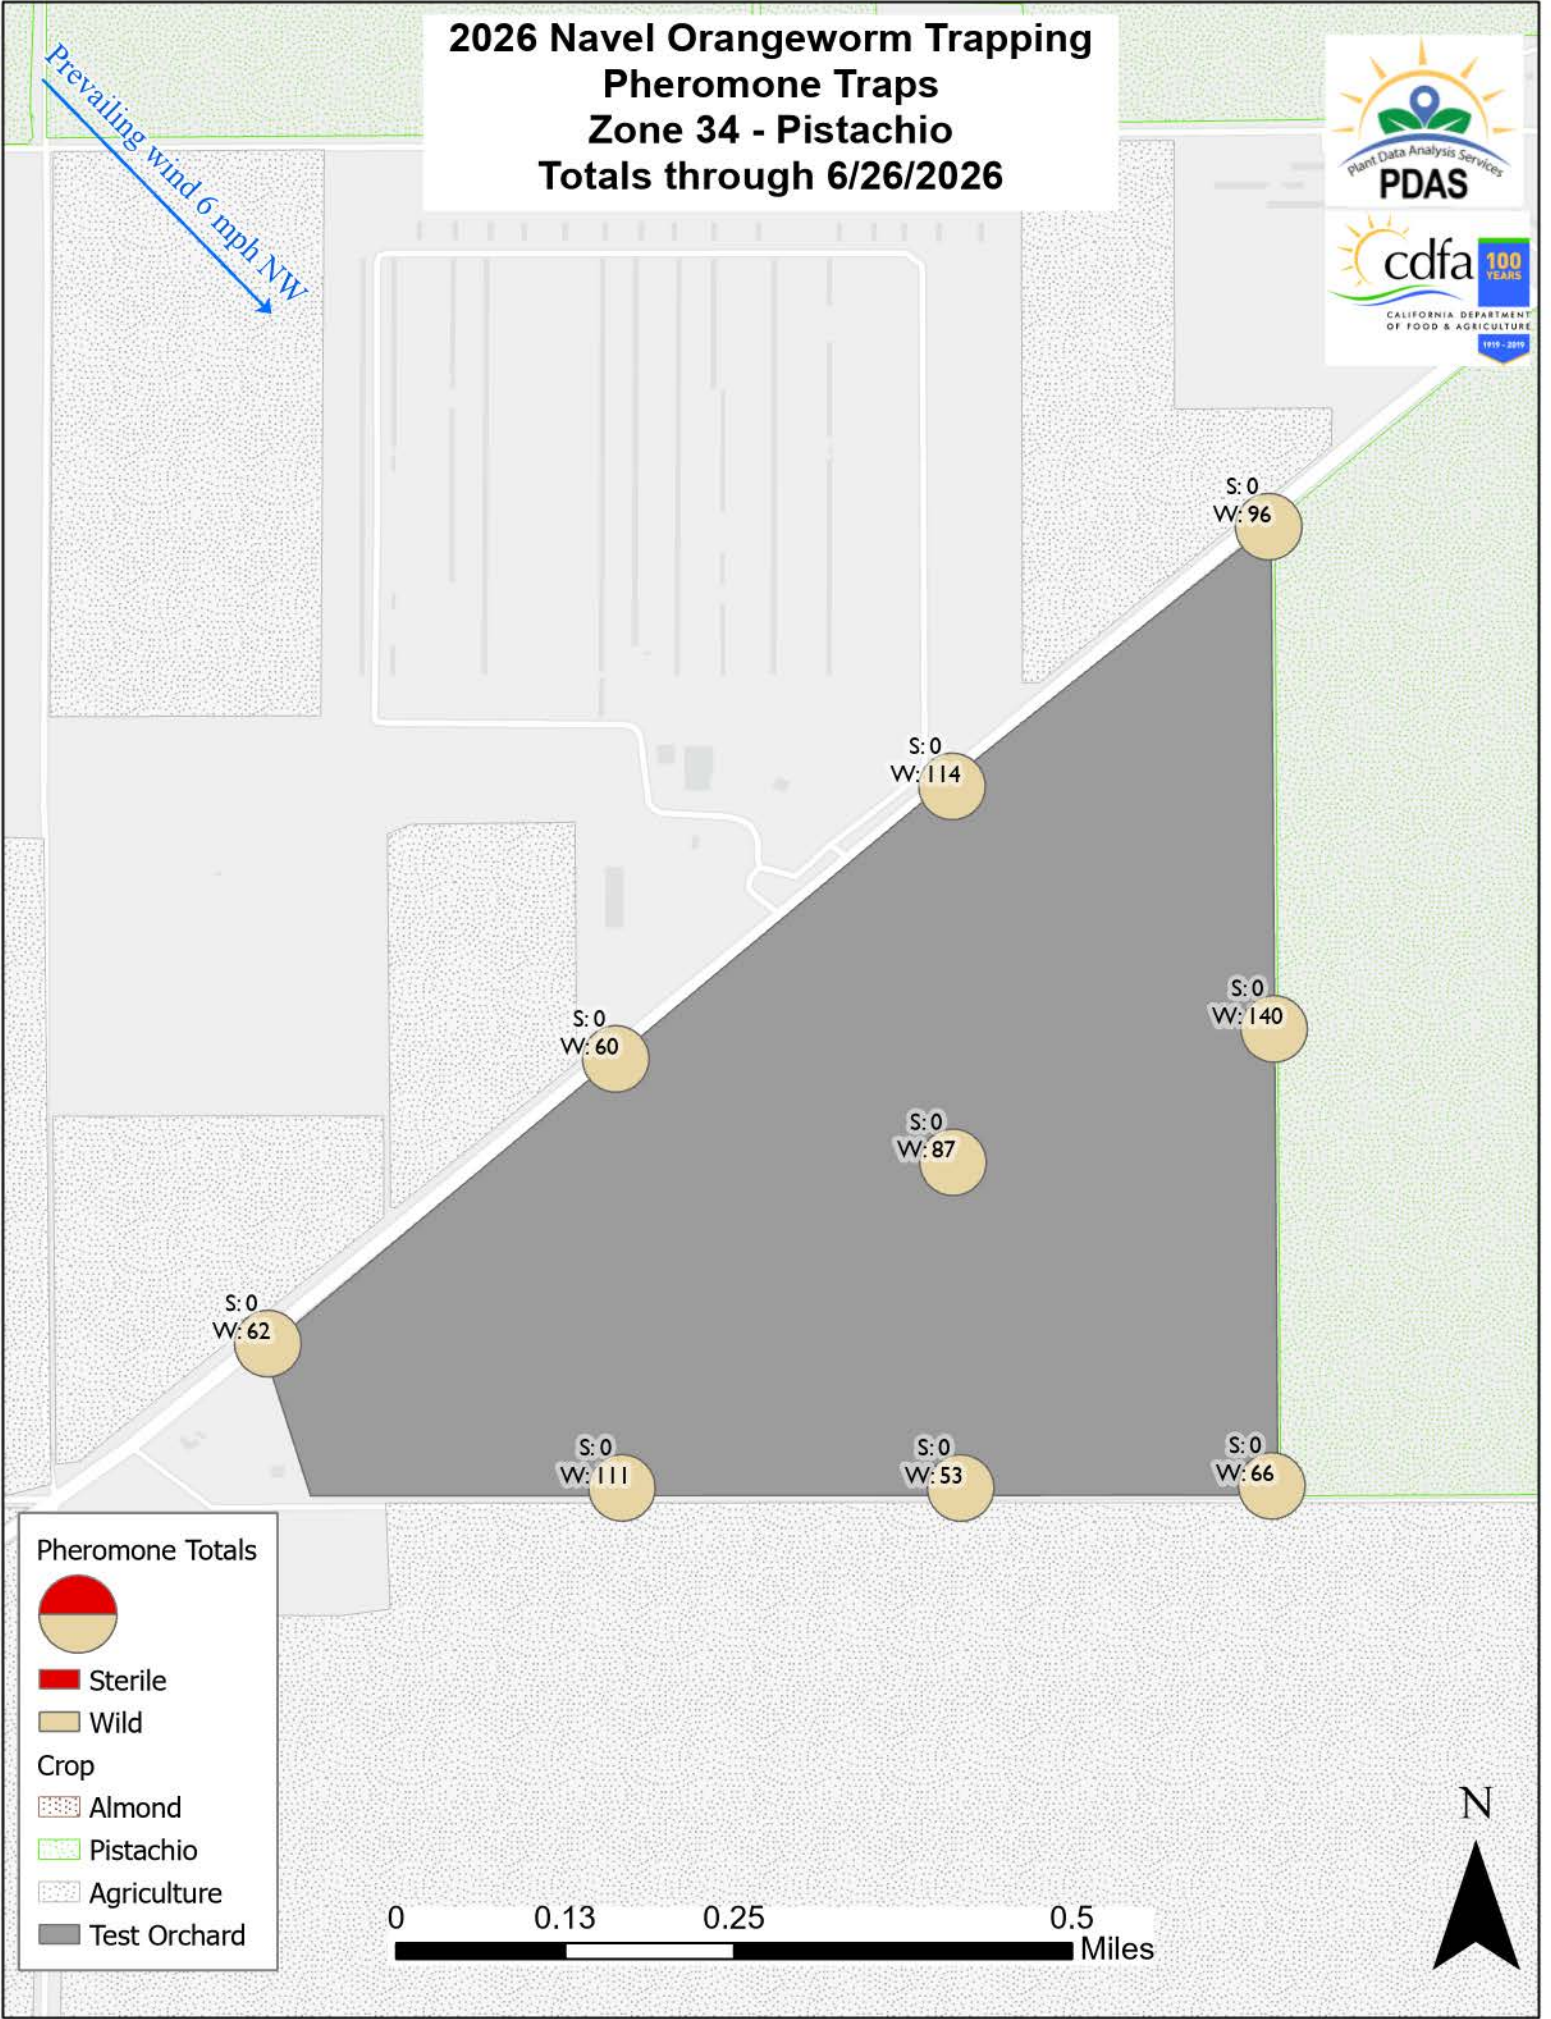 2026 Navel Orangeworm Trapping
Pheromone Traps
Zone 34 - Pistachio
Totals through 6/26/2026
Prevailing wind 6 mph NW
Plant Data Analysis Services
PDAS
cdfa
100
YEARS
CALIFORNIA DEPARTMENT
OF FOOD & AGRICULTURE
1919 - 2019
S: 0
W: 96
S: 0
W: 114
S: 0
W: 140
S: 0
W: 60
S: 0
W: 87
S: 0
W: 62
S: 0
W: 111
S: 0
W: 53
S: 0
W: 66
Pheromone Totals
Sterile
Wild
Crop
Almond
Pistachio
Agriculture
Test Orchard
0 0.13 0.25 0.5
Miles
N